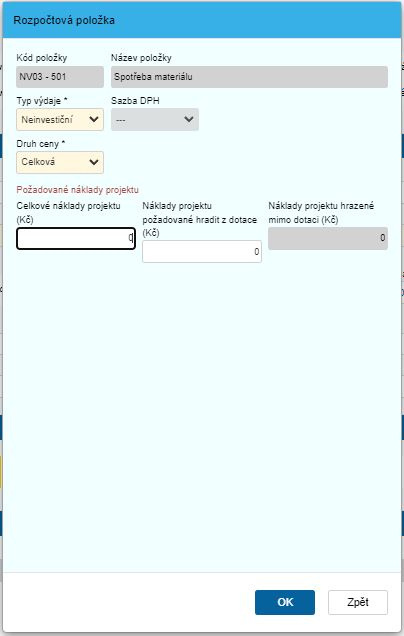 Rozpočtová položka
Kód položky
Název položky
NV03 - 501
Spotřeba materiálu
Typ výdaje *
Sazba DPH
Neinvestiční
---
Druh ceny *
Celková
Požadované náklady projektu
Celkové náklady projektu
(Kč)
0
Náklady projektu
požadované hradit z dotace
(Kč)
0
Náklady projektu hrazené
mimo dotaci (Kč)
0
OK
Zpět